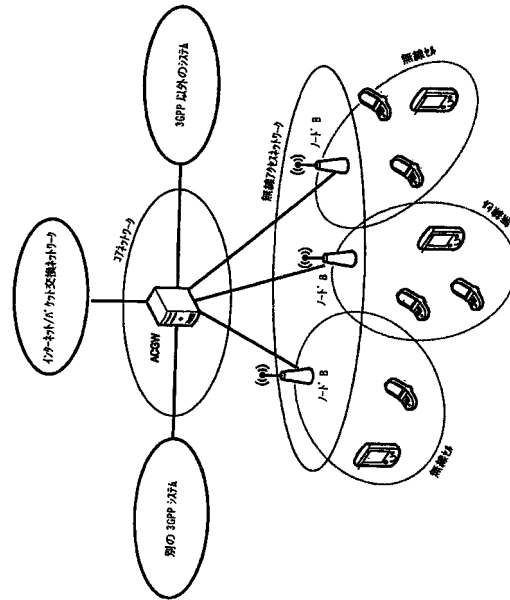 ｲﾝﾀｰﾈｯﾄ/ﾊﾟｹｯﾄ交換ﾈｯﾄﾜｰｸ
別の 3GPP ｼｽﾃﾑ
3GPP 以外のｼｽﾃﾑ
ｺｱﾈｯﾄﾜｰｸ
ACGW
無線ｱｸｾｽﾈｯﾄﾜｰｸ
ﾉｰﾄﾞ B
ﾉｰﾄﾞ B
ﾉｰﾄﾞ B
無線ｾﾙ
無線ｾﾙ
無線ｾﾙ